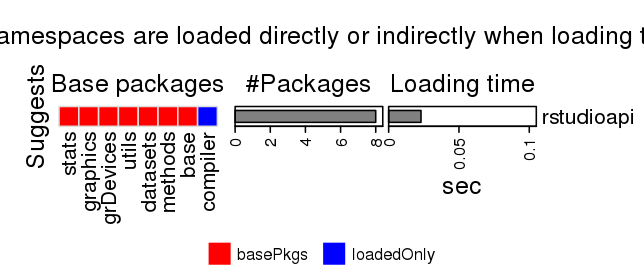 amespaces are loaded directly or indirectly when loading t
Suggests
Base packages
stats
graphics
grDevices
utils
datasets
methods
base
compiler
#Packages
0 2 4 6 8
Loading time
0 0.05 0.1
sec
rstudioapi
basePkgs
loadedOnly